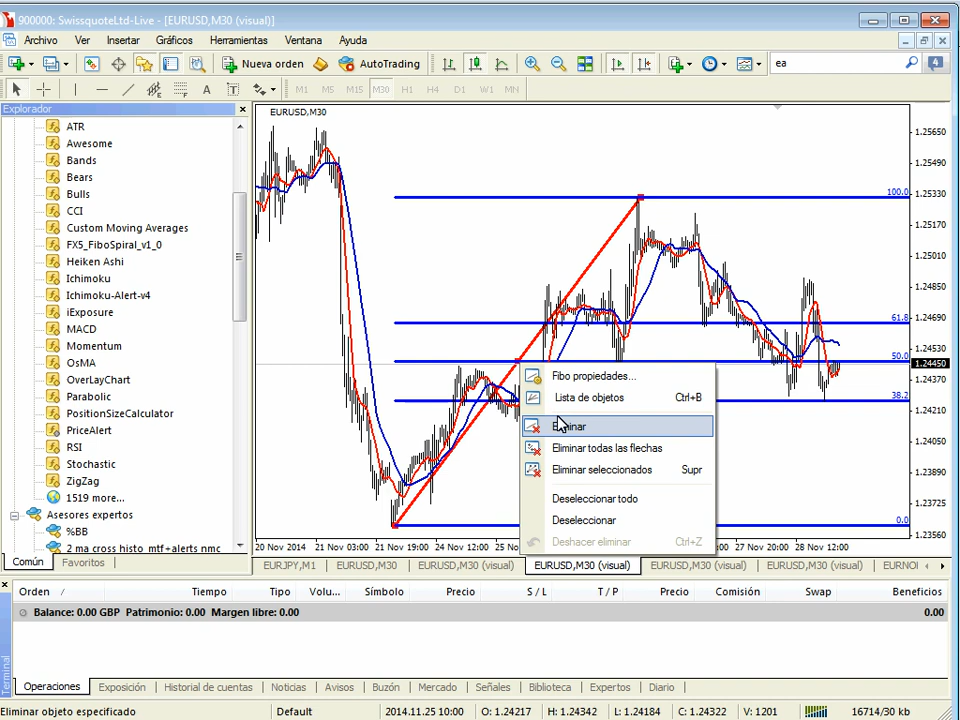 900000: SwissquoteLtd-Live - [EURUSD,M30 (visual)]
Archivo Ver Insertar Gráficos Herramientas Ventana Ayuda
Nueva orden AutoTrading ea 4
A T M1 M5 M15 M30 H1 H4 D1 W1 MN
Explorador
ATR
Awesome
Bands
Bears
Bulls
CCI
Custom Moving Averages
FX5_FiboSpiral_v1_0
Heiken Ashi
Ichimoku
Ichimoku-Alert-v4
iExposure
MACD
Momentum
OsMA
OverLayChart
Parabolic
PositionSizeCalculator
PriceAlert
RSI
Stochastic
ZigZag
1519 more...
Asesores expertos
%BB
2 ma cross histo mtf+alerts nmc
Común Favoritos
EURUSD,M30
100.0
61.8
50.0
38.2
0.0
1.25650
1.25490
1.25330
1.25170
1.25010
1.24850
1.24690
1.24530
1.24450
1.24370
1.24210
1.24050
1.23890
1.23725
1.23560
Fibo propiedades...
Lista de objetos Ctrl+B
Eliminar todas las flechas
Eliminar seleccionados Supr
Deseleccionar todo
Deseleccionar
Deshacer eliminar Ctrl+Z
20 Nov 2014 21 Nov 03:00 21 Nov 19:00 24 Nov 12:00 25 Nov 27 Nov 20:00 28 Nov 12:00
EURJPY,M1 EURUSD,M30 EURUSD,M30 (visual) EURUSD,M30 (visual) EURUSD,M30 (visual) EURUSD,M30 (visual) EURNOI
Orden / Tiempo Tipo Volu... Símbolo Precio S / L T / P Precio Comisión Swap Beneficios
Balance: 0.00 GBP Patrimonio: 0.00 Margen libre: 0.00 0.00
Terminal
Operaciones Exposición Historial de cuentas Noticias Avisos Buzón Mercado Señales Biblioteca Expertos Diario
Eliminar objeto especificado Default 2014.11.25 10:00 O: 1.24217 H: 1.24342 L: 1.24184 C: 1.24322 V: 1201 16714/30 kb